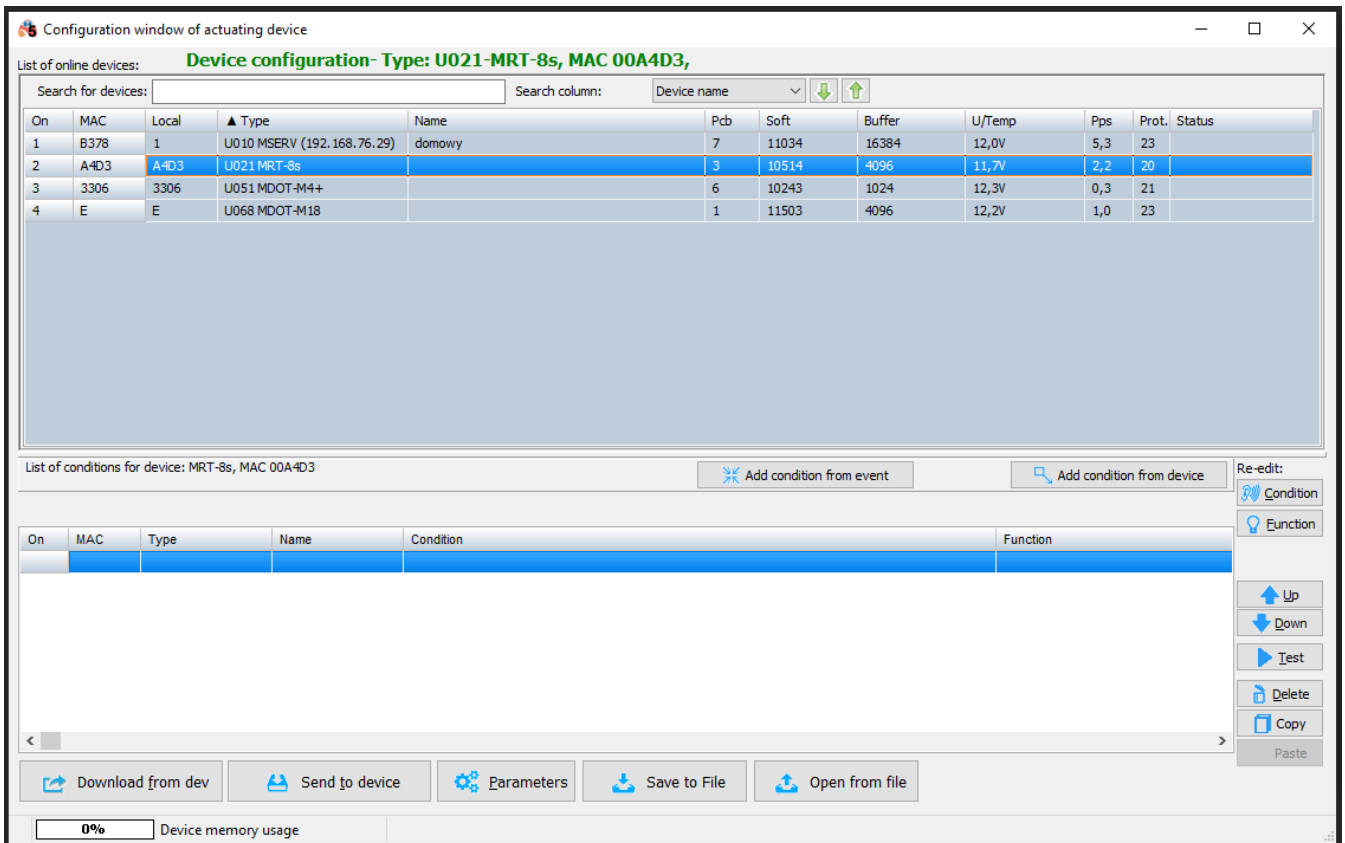 Configuration window of actuating device
List of online devices: Device configuration- Type: U021-MRT-8s, MAC 00A4D3,
Search for devices: Search column: Device name
On MAC Local ▲ Type Name Pcb Soft Buffer U/Temp Pps Prot. Status
1 B378 1 U010 MSERV (192.168.76.29) domowy 7 11034 16384 12,0V 5,3 23
2 A4D3 A4D3 U021 MRT-8s 3 10514 4096 11,7V 2,2 20
3 3306 3306 U051 MDOT-M4+ 6 10243 1024 12,3V 0,3 21
4 E E U068 MDOT-M18 1 11503 4096 12,2V 1,0 23
List of conditions for device: MRT-8s, MAC 00A4D3 Add condition from event Add condition from device Re-edit:
Condition
Function
On MAC Type Name Condition Function
Up
Down
Test
Delete
Copy
Paste
Download from dev Send to device Parameters Save to File Open from file
0% Device memory usage